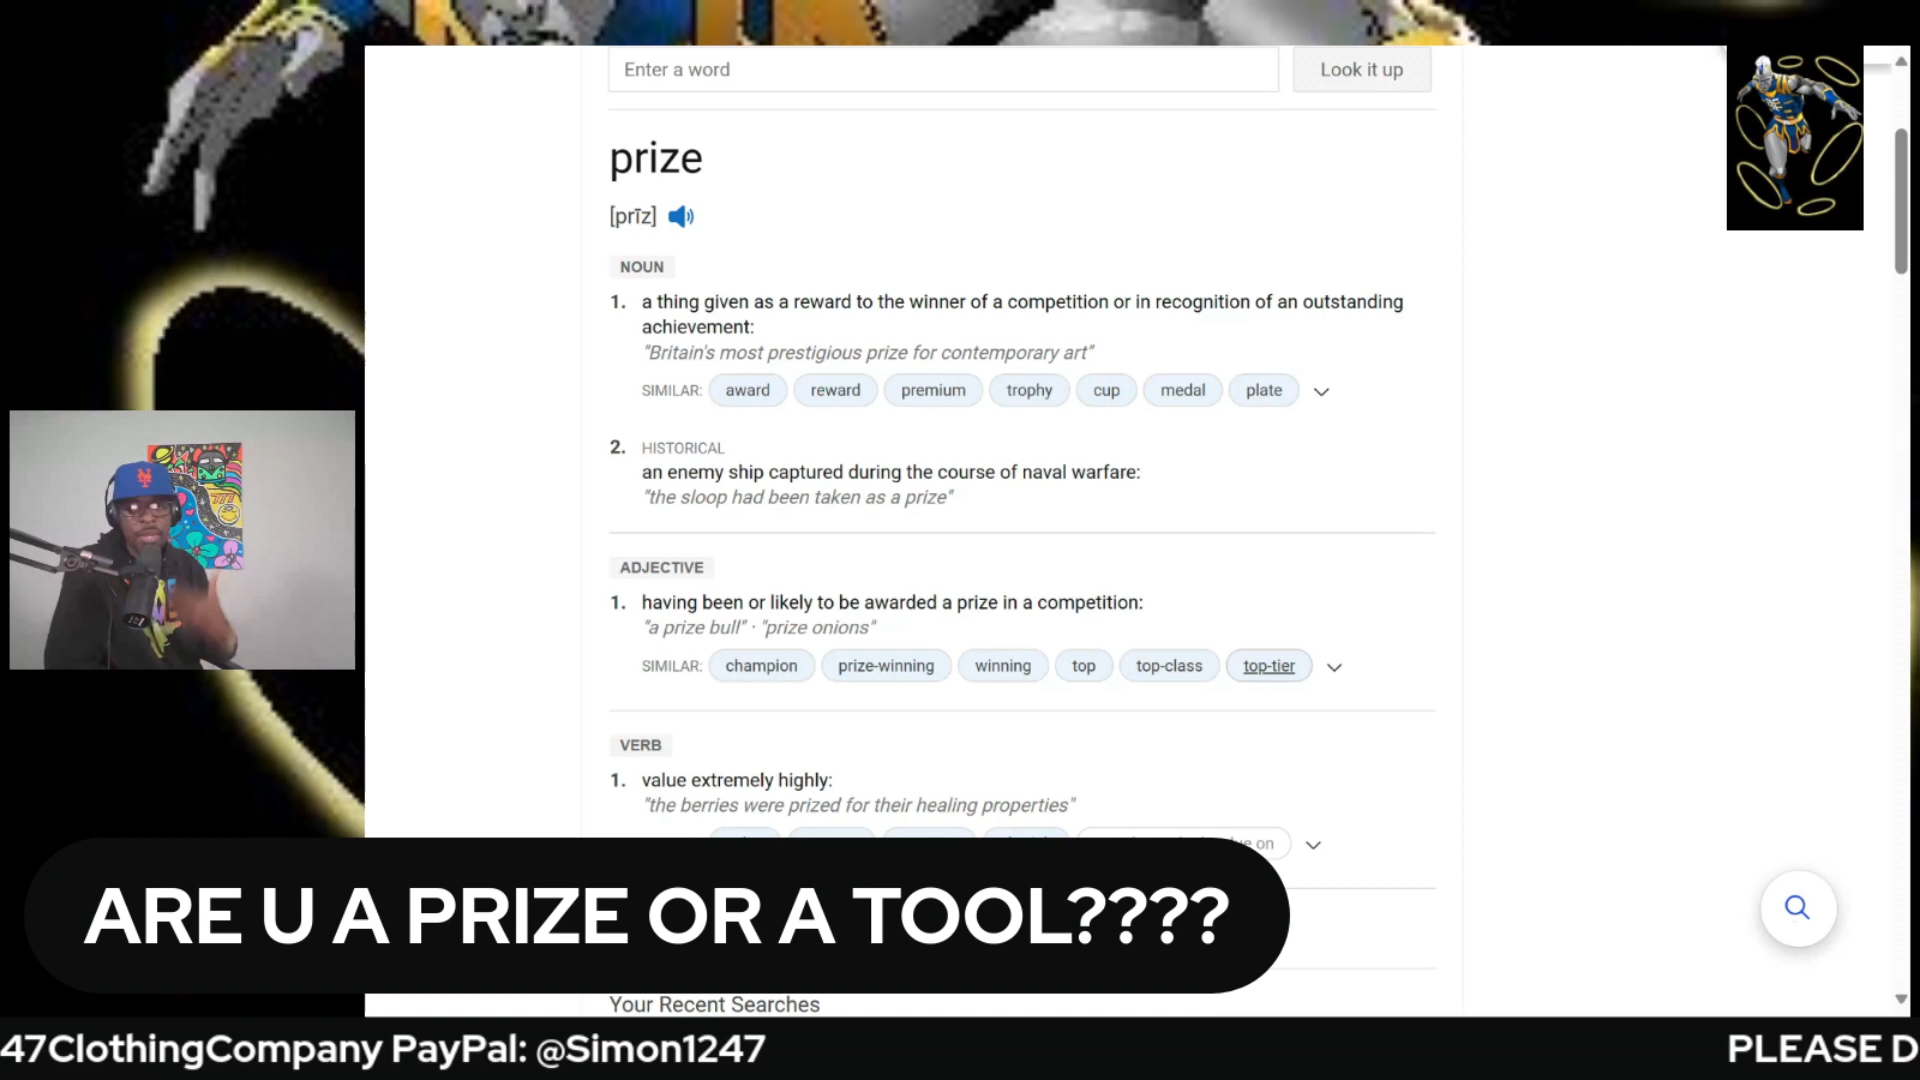 Enter a word
Look it up
prize
[prīz]
NOUN
1. a thing given as a reward to the winner of a competition or in recognition of an outstanding
achievement:
"Britain's most prestigious prize for contemporary art"
SIMILAR: award reward premium trophy cup medal plate
2. HISTORICAL
an enemy ship captured during the course of naval warfare:
"the sloop had been taken as a prize"
ADJECTIVE
1. having been or likely to be awarded a prize in a competition:
"a prize bull" · "prize onions"
SIMILAR: champion prize-winning winning top top-class top-tier
VERB
1. value extremely highly:
"the berries were prized for their healing properties"
on
ARE U A PRIZE OR A TOOL????
Your Recent Searches
47ClothingCompany PayPal: @Simon1247
PLEASE D